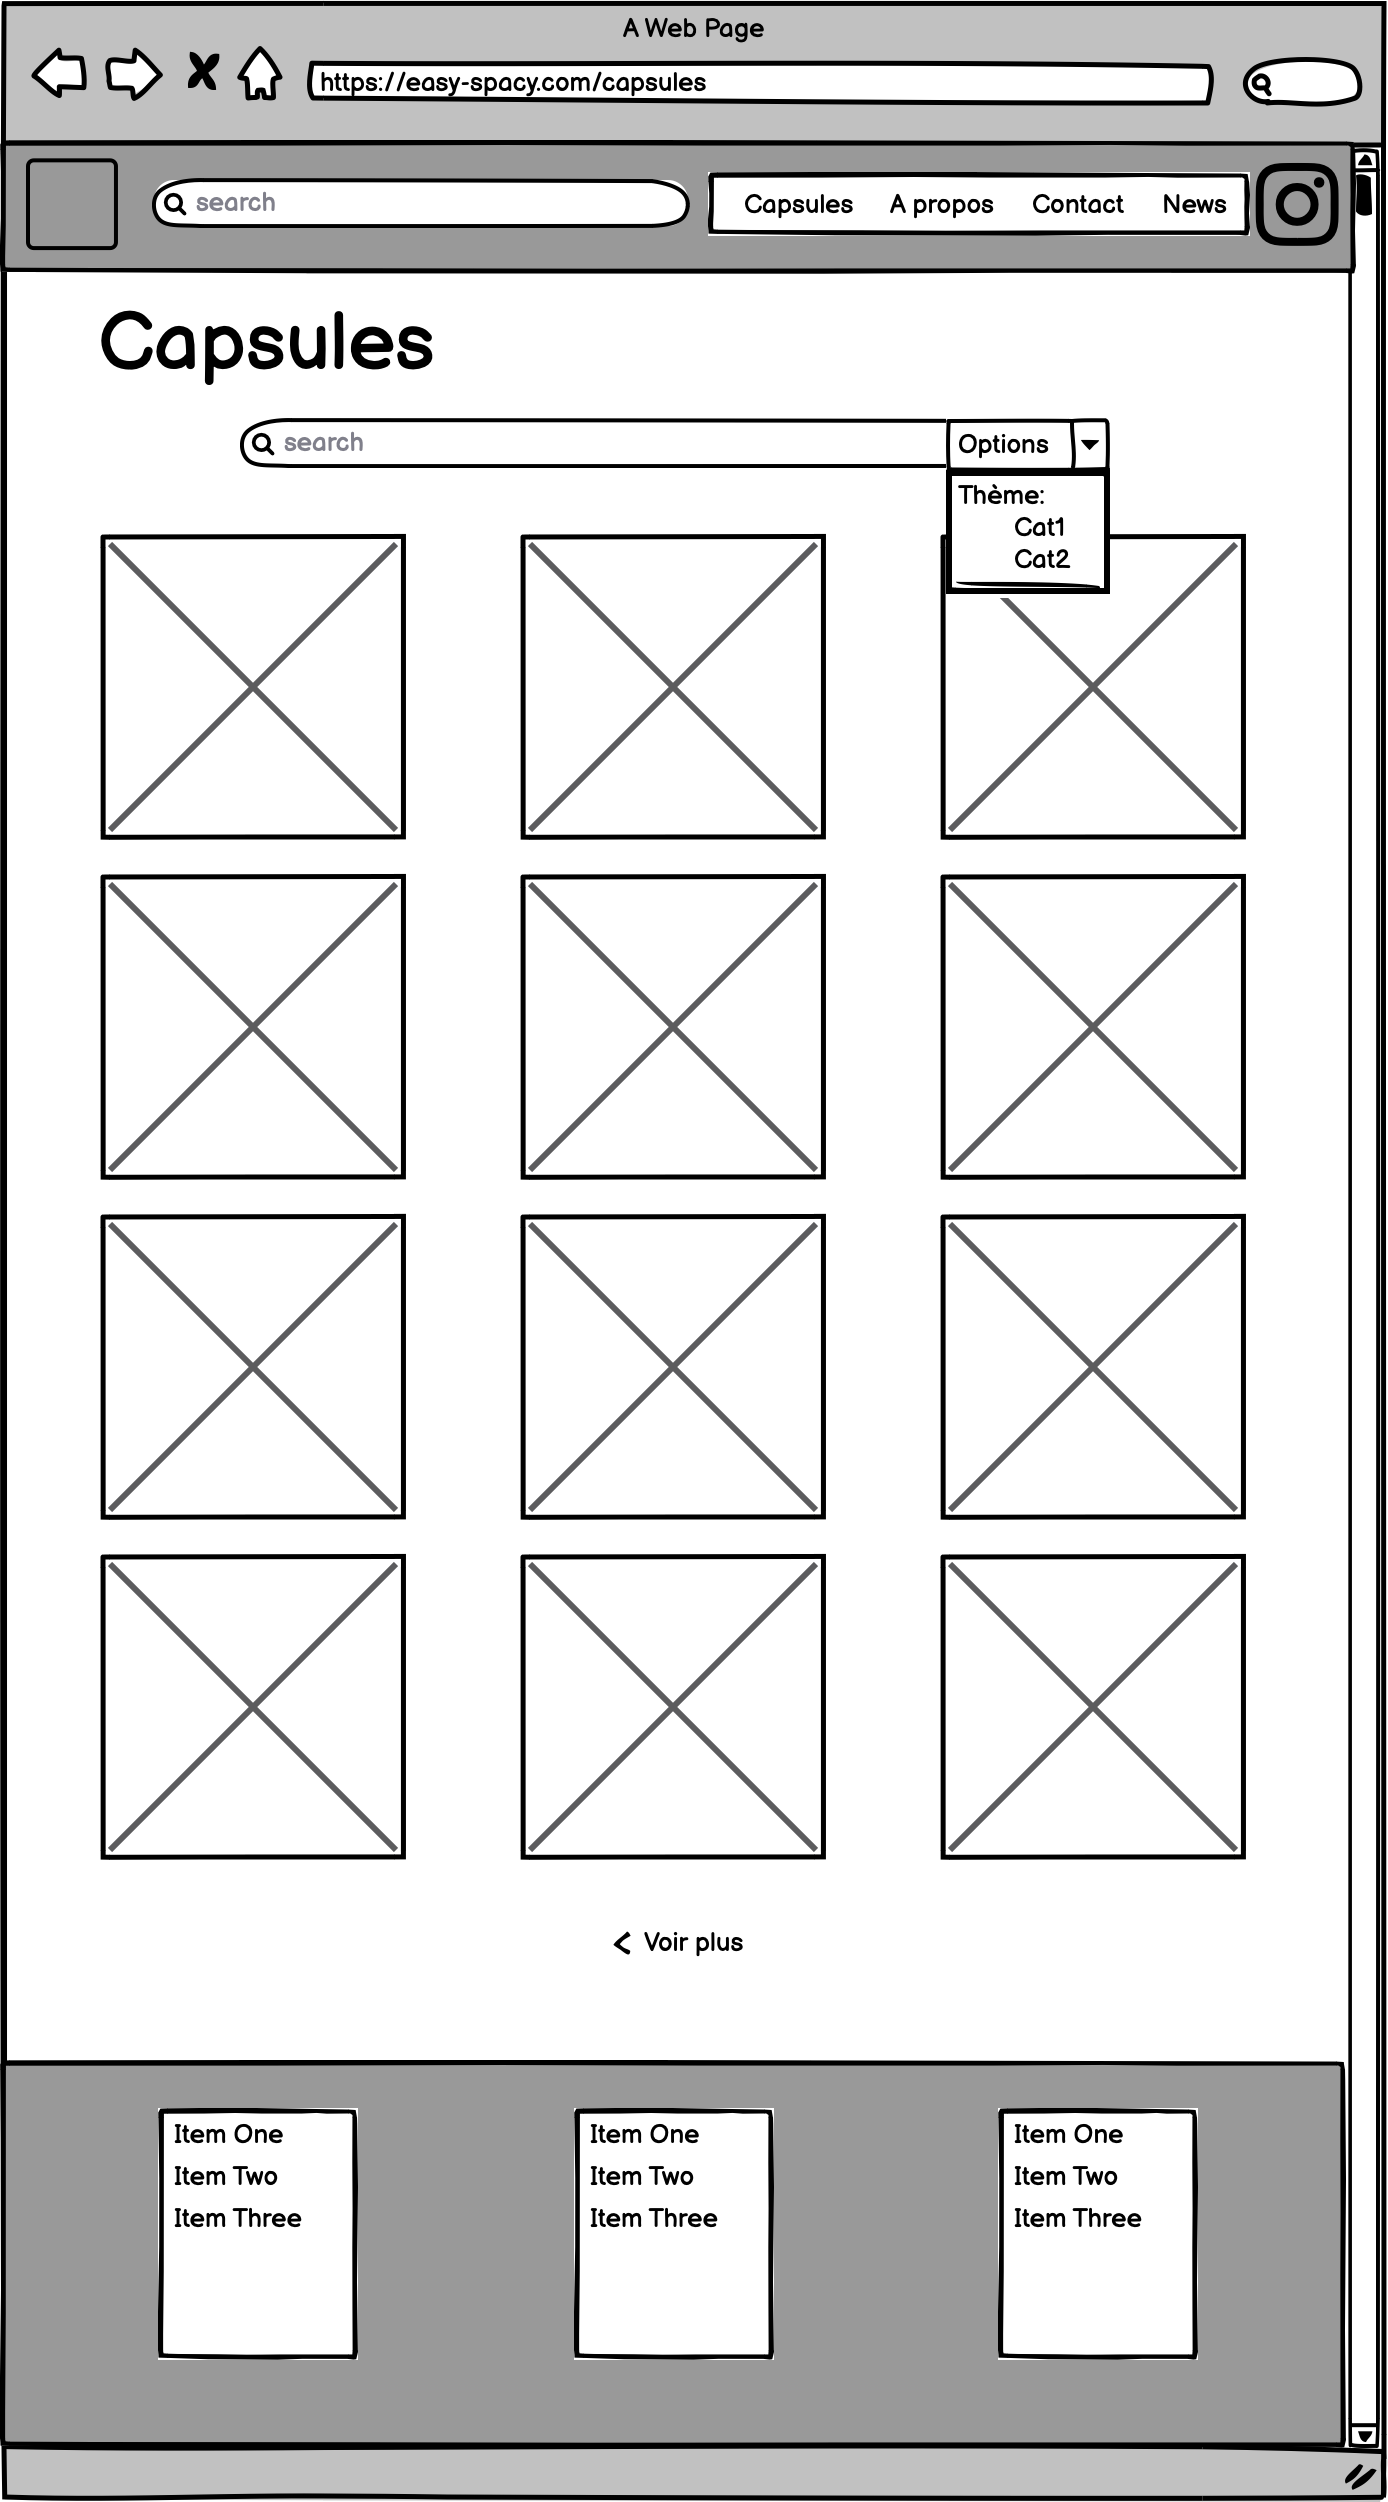 A Web Page
https://easy-spacy.com/capsules
search
Capsules A propos Contact News
Capsules
search
Options
Thème:
Cat1
Cat2
Voir plus
Item One
Item Two
Item Three
Item One
Item Two
Item Three
Item One
Item Two
Item Three